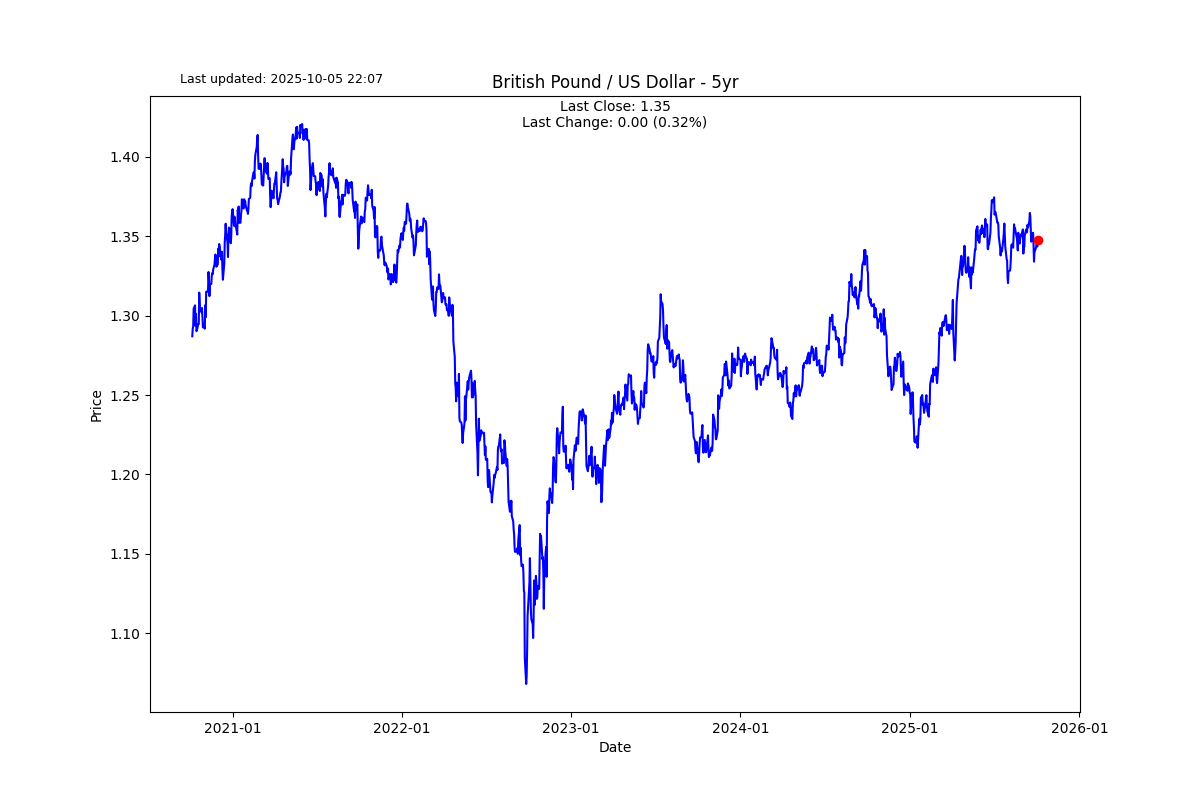 Last updated: 2025-10-05 22:07
British Pound / US Dollar - 5yr
Last Close: 1.35
Last Change: 0.00 (0.32%)
Price
1.40
1.35
1.30
1.25
1.20
1.15
1.10
2021-01
2022-01
2023-01
2024-01
2025-01
2026-01
Date